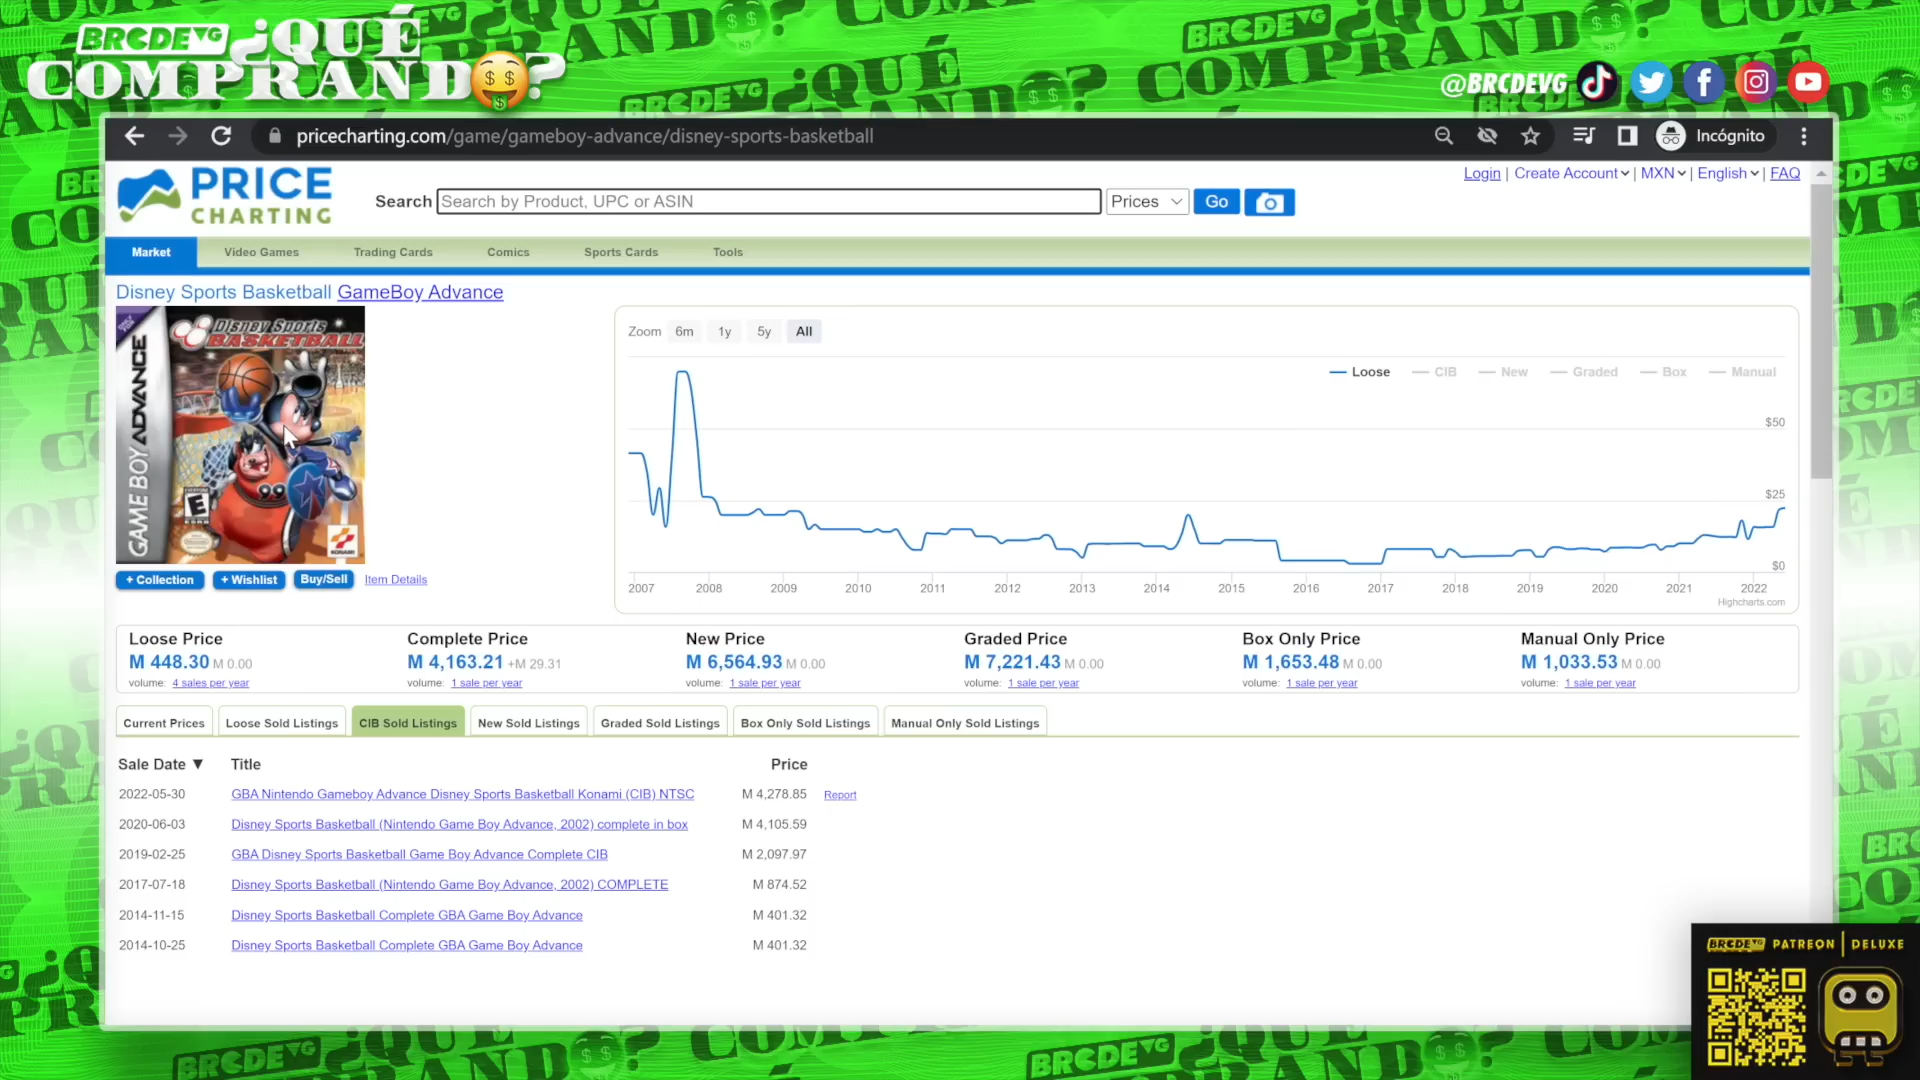 BRCDEVG ¿QUÉ
COMPRAND ?
@BRCDEVG
pricecharting.com/game/gameboy-advance/disney-sports-basketball
Incógnito
PRICE
CHARTING
Search
Search by Product, UPC or ASIN
Prices
Go
Login | Create Account | MXN | English | FAQ
Market
Video Games
Trading Cards
Comics
Sports Cards
Tools
Disney Sports Basketball GameBoy Advance
GAME BOY ADVANCE
Disney Sports
BASKETBALL
99
EVERYONE
E
ESRB
KONAMI
Zoom 6m 1y 5y All
Loose CIB New Graded Box Manual
$50
$25
$0
2007 2008 2009 2010 2011 2012 2013 2014 2015 2016 2017 2018 2019 2020 2021 2022
Highcharts.com
+ Collection
+ Wishlist
Buy/Sell
Item Details
Loose Price
M 448.30 M 0.00
volume: 4 sales per year
Complete Price
M 4,163.21 +M 29.31
volume: 1 sale per year
New Price
M 6,564.93 M 0.00
volume: 1 sale per year
Graded Price
M 7,221.43 M 0.00
volume: 1 sale per year
Box Only Price
M 1,653.48 M 0.00
volume: 1 sale per year
Manual Only Price
M 1,033.53 M 0.00
volume: 1 sale per year
Current Prices
Loose Sold Listings
CIB Sold Listings
New Sold Listings
Graded Sold Listings
Box Only Sold Listings
Manual Only Sold Listings
Sale Date ▼ Title Price
2022-05-30 GBA Nintendo Gameboy Advance Disney Sports Basketball Konami (CIB) NTSC M 4,278.85 Report
2020-06-03 Disney Sports Basketball (Nintendo Game Boy Advance, 2002) complete in box M 4,105.59
2019-02-25 GBA Disney Sports Basketball Game Boy Advance Complete CIB M 2,097.97
2017-07-18 Disney Sports Basketball (Nintendo Game Boy Advance, 2002) COMPLETE M 874.52
2014-11-15 Disney Sports Basketball Complete GBA Game Boy Advance M 401.32
2014-10-25 Disney Sports Basketball Complete GBA Game Boy Advance M 401.32
BRCDEVG PATREON | DELUXE